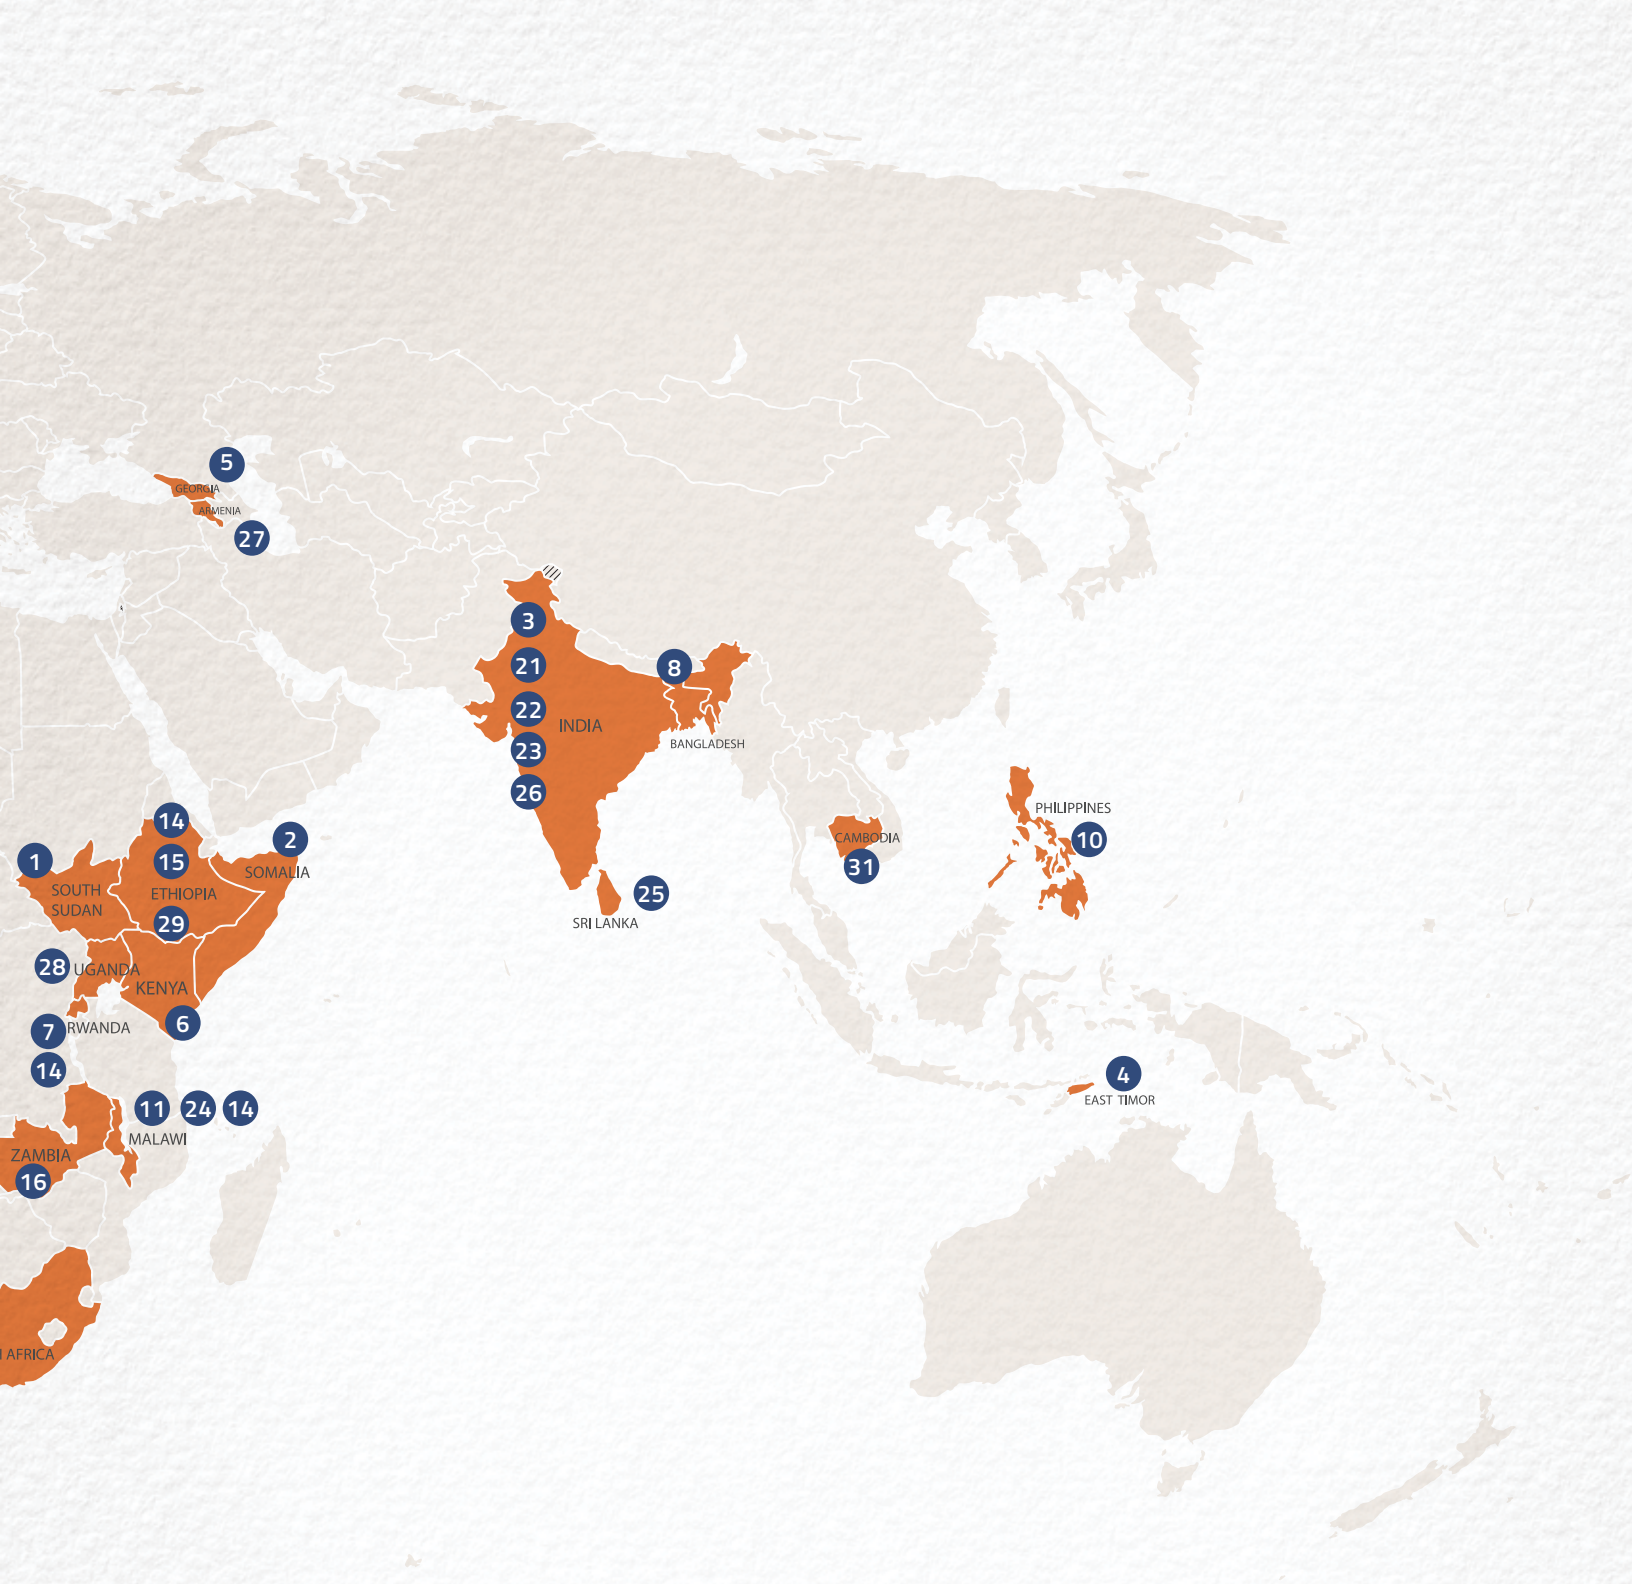 5
GEORGIA
ARMENIA
27
3
21
8
22
INDIA
23
BANGLADESH
26
PHILIPPINES
10
14
2
CAMBODIA
31
1
15
SOMALIA
SOUTH
SUDAN
ETHIOPIA
25
29
SRI LANKA
28
UGANDA
KENYA
6
7
RWANDA
14
4
EAST TIMOR
11
24
14
MALAWI
ZAMBIA
16
AFRICA